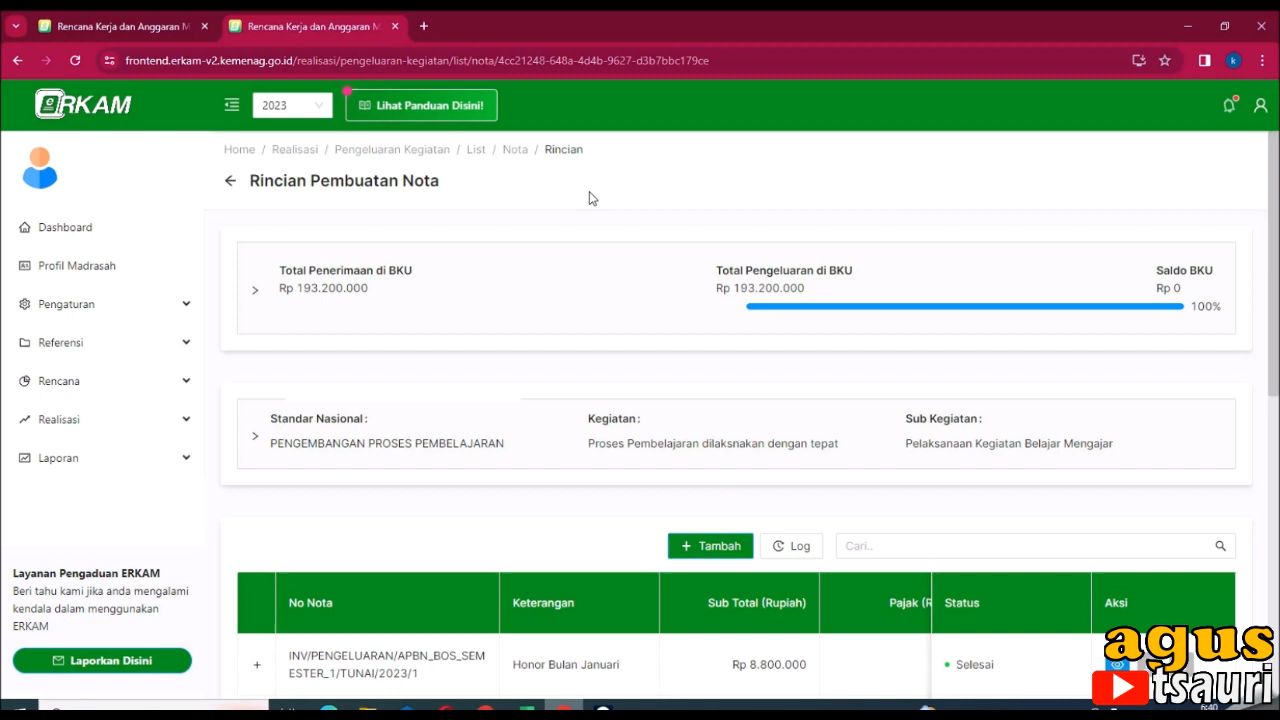 Rencana Kerja dan Anggaran M
Rencana Kerja dan Anggaran M
frontend.erkam-v2.kemenag.go.id/realisasi/pengeluaran-kegiatan/list/nota/4cc21248-648a-4d4b-9627-d3b7bbc179ce
k
eRKAM
2023
Lihat Panduan Disini!
Home / Realisasi / Pengeluaran Kegiatan / List / Nota / Rincian
Rincian Pembuatan Nota
Dashboard
Profil Madrasah
Pengaturan
Referensi
Rencana
Realisasi
Laporan
Layanan Pengaduan ERKAM
Beri tahu kami jika anda mengalami
kendala dalam menggunakan
ERKAM
Laporkan Disini
Total Penerimaan di BKU
Rp 193.200.000
Total Pengeluaran di BKU
Rp 193.200.000
100%
Saldo BKU
Rp 0
Standar Nasional :
PENGEMBANGAN PROSES PEMBELAJARAN
Kegiatan :
Proses Pembelajaran dilaksnakan dengan tepat
Sub Kegiatan :
Pelaksanaan Kegiatan Belajar Mengajar
+ Tambah
Log
Cari..
No Nota Keterangan Sub Total (Rupiah) Pajak (R Status Aksi
INV/PENGELUARAN/APBN_BOS_SEM
ESTER_1/TUNAI/2023/1
Honor Bulan Januari
Rp 8.800.000
Selesai
agus
tsauri